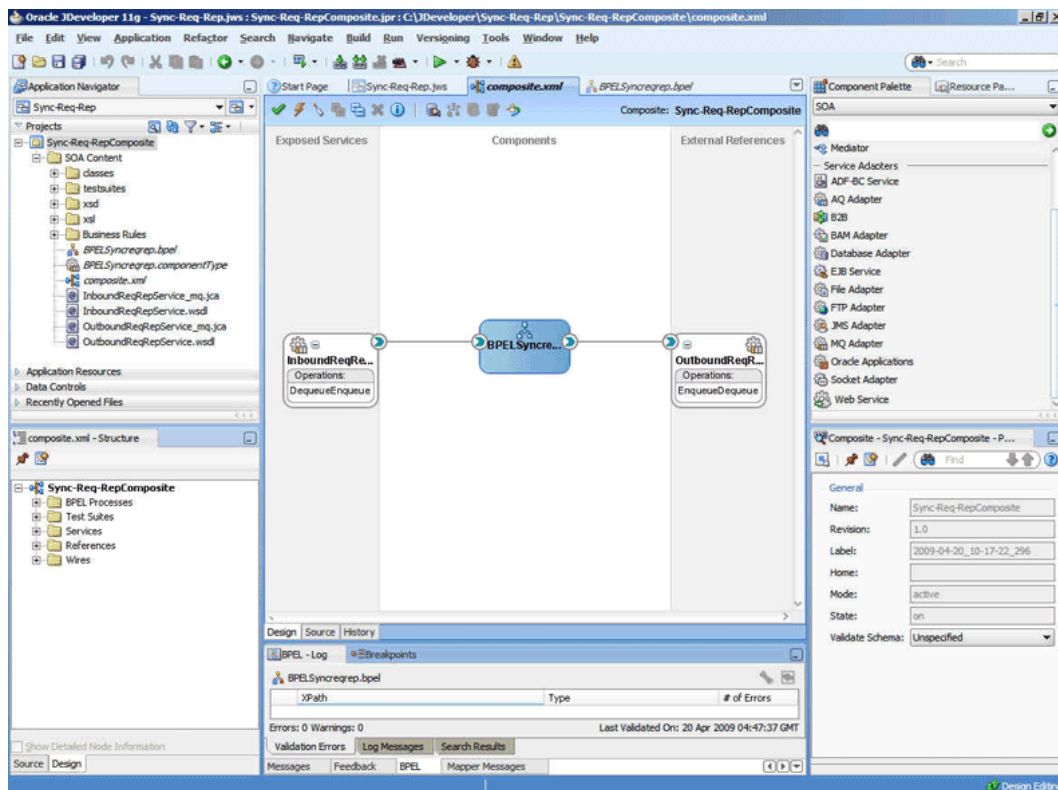 Oracle JDeveloper 11g - Sync-Req-Rep.jws : Sync-Req-RepComposite.jpr : C:\JDeveloper\Sync-Req-Rep\Sync-Req-RepComposite\composite.xml
File Edit View Application Refactor Search Navigate Build Run Versioning Tools Window Help
Search
Application Navigator
Sync-Req-Rep
Projects
Sync-Req-RepComposite
SOA Content
classes
testsuites
xsd
xsl
Business Rules
BPELSyncreqrep.bpel
BPELSyncreqrep.componentType
composite.xml
InboundReqRepService_mq.jca
InboundReqRepService.wsdl
OutboundReqRepService_mq.jca
OutboundReqRepService.wsdl
Application Resources
Data Controls
Recently Opened Files
composite.xml - Structure
Sync-Req-RepComposite
BPEL Processes
Test Suites
Services
References
Wires
Show Detailed Node Information
Source Design
Start Page Sync-Req-Rep.jws composite.xml BPELSyncreqrep.bpel
Composite: Sync-Req-RepComposite
Exposed Services Components External References
InboundReqRe...
Operations:
DequeueEnqueue
BPELSyncre...
OutboundReqR...
Operations:
EnqueueDequeue
Design Source History
BPEL - Log Breakpoints
BPELSyncreqrep.bpel
XPath Type # of Errors
Errors: 0 Warnings: 0 Last Validated On: 20 Apr 2009 04:47:37 GMT
Validation Errors Log Messages Search Results
Messages Feedback BPEL Mapper Messages
Component Palette Resource Pa...
SOA
Mediator
Service Adapters
ADF-BC Service
AQ Adapter
B2B
BAM Adapter
Database Adapter
EJB Service
File Adapter
FTP Adapter
JMS Adapter
MQ Adapter
Oracle Applications
Socket Adapter
Web Service
Composite - Sync-Req-RepComposite - P...
Find
General
Name: Sync-Req-RepComposite
Revision: 1.0
Label: 2009-04-20_10-17-22_296
Home:
Mode: active
State: on
Validate Schema: Unspecified
Design Editing